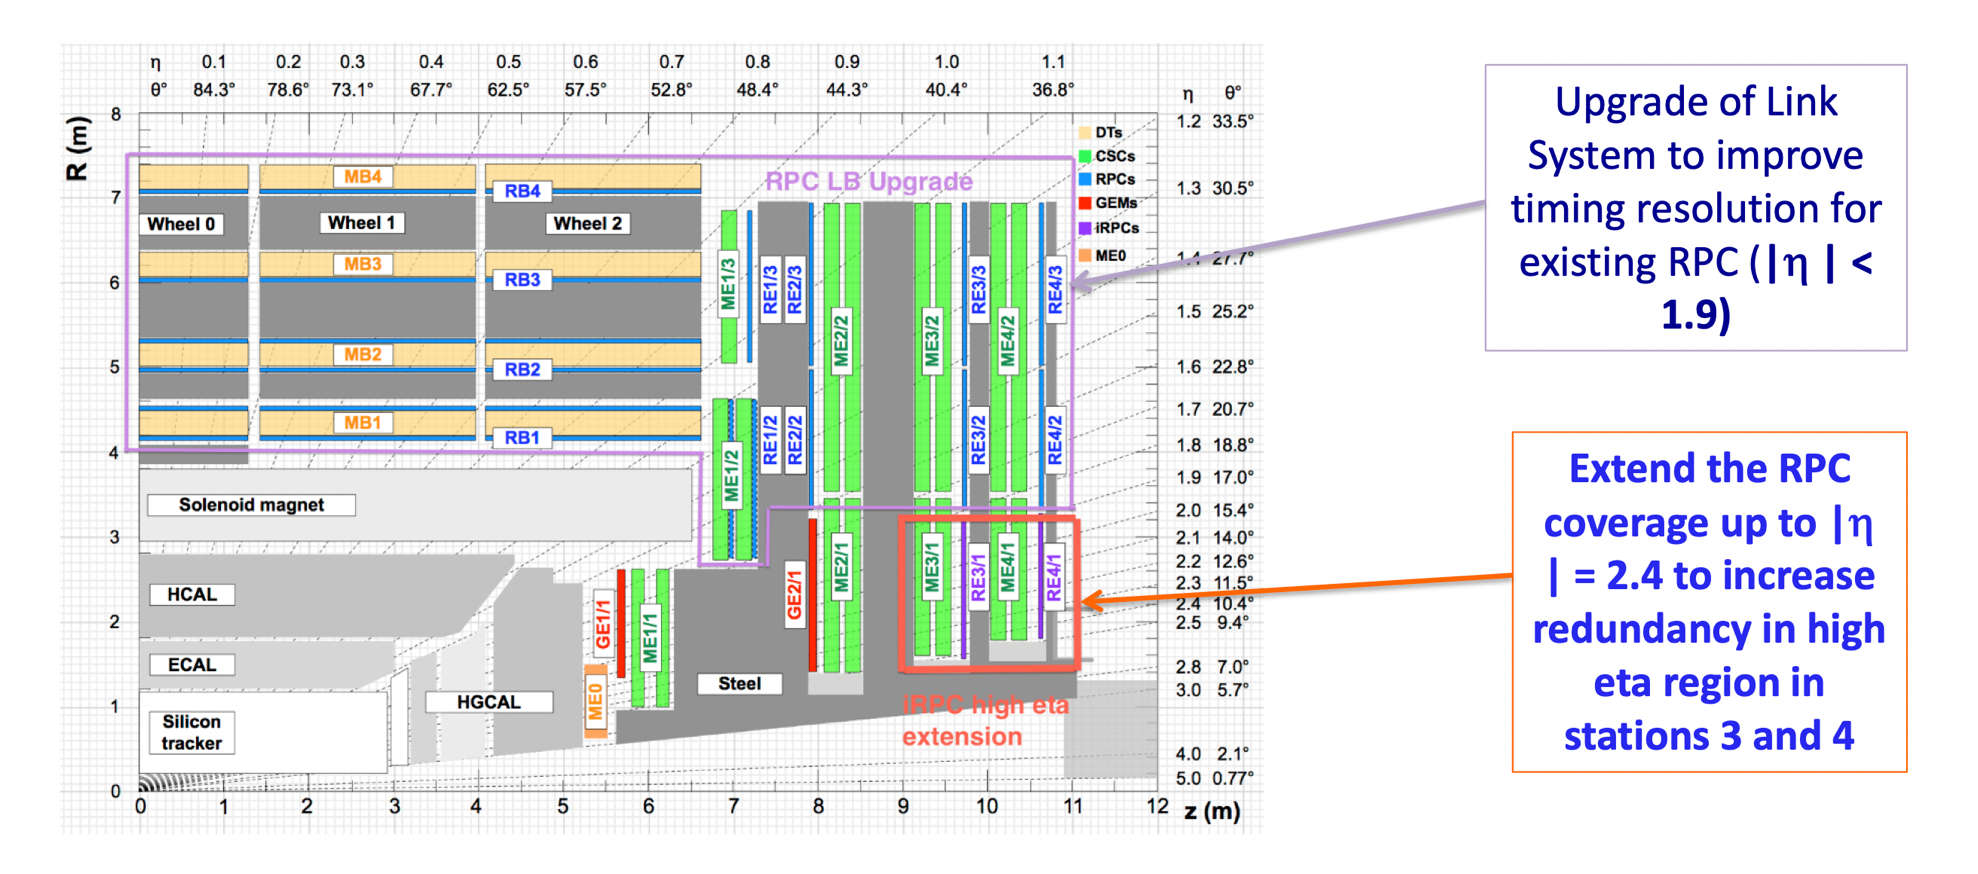 η 0.1 0.2 0.3 0.4 0.5 0.6 0.7 0.8 0.9 1.0 1.1
θ° 84.3° 78.6° 73.1° 67.7° 62.5° 57.5° 52.8° 48.4° 44.3° 40.4° 36.8°
η θ°
1.2 33.5°
1.3 30.5°
1.4 27.7°
1.5 25.2°
1.6 22.8°
1.7 20.7°
1.8 18.8°
1.9 17.0°
2.0 15.4°
2.1 14.0°
2.2 12.6°
2.3 11.5°
2.4 10.4°
2.5 9.4°
2.8 7.0°
3.0 5.7°
4.0 2.1°
5.0 0.77°
R (m)
8
7
6
5
4
3
2
1
0
0 1 2 3 4 5 6 7 8 9 10 11 12
z (m)
DTs
CSCs
RPCs
GEMs
iRPCs
ME0
RPC LB Upgrade
MB4
RB4
Wheel 0
Wheel 1
Wheel 2
MB3
RB3
MB2
RB2
MB1
RB1
Solenoid magnet
HCAL
ECAL
Silicon
tracker
HGCAL
Steel
ME0
GE1/1
ME1/1
ME1/2
ME1/3
RE1/3
RE2/3
RE1/2
RE2/2
GE2/1
ME2/2
ME2/1
ME3/2
ME3/1
RE3/3
RE3/2
RE3/1
ME4/2
ME4/1
RE4/3
RE4/2
RE4/1
iRPC high eta
extension
Upgrade of Link
System to improve
timing resolution for
existing RPC (|η | <
1.9)
Extend the RPC
coverage up to |η
| = 2.4 to increase
redundancy in high
eta region in
stations 3 and 4